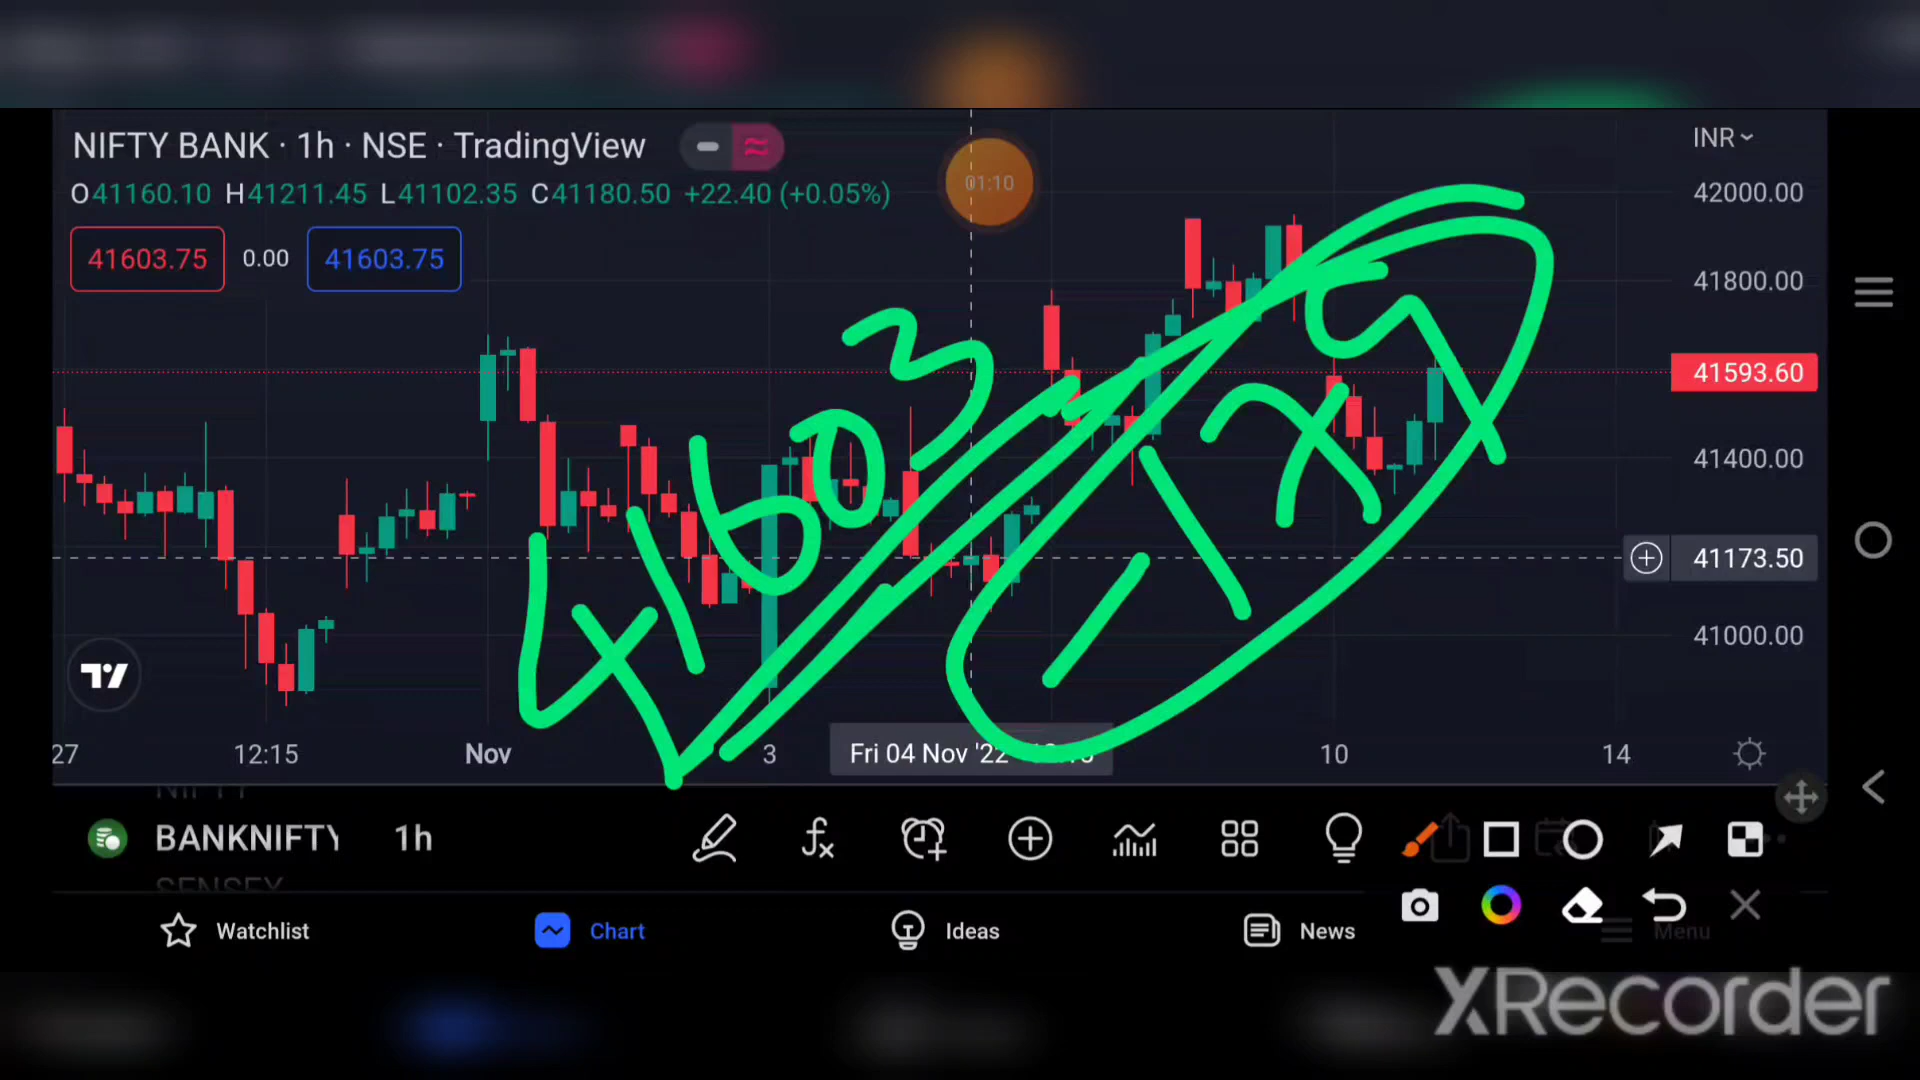 NIFTY BANK · 1h · NSE · TradingView
INR
O41160.10 H41211.45 L41102.35 C41180.50 +22.40 (+0.05%)
01:10
42000.00
41603.75 0.00 41603.75
41800.00
41593.60
41603
41400.00
41173.50
41000.00
27 12:15 Nov 3 Fri 04 Nov '22 10 14
NIFTY
BANKNIFTY 1h
SENSEX
Watchlist Chart Ideas News Menu
XRecorder